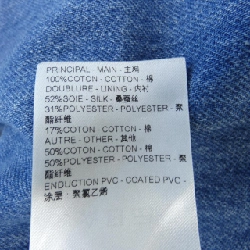 PRINCIPAL - MAIN - 主料
100%COTON - COTTON - 棉
DOUBLURE - LINING - 内衬
52%SOIE - SILK - 桑蚕丝
31%POLYESTER - POLYESTER - 聚
酯纤维
17%COTON - COTTON - 棉
AUTRE - OTHER - 其他
50%COTON - COTTON - 棉
50%POLYESTER - POLYESTER - 聚
酯纤维
ENDUCTION PVC - COATED PVC -
涂层 - 聚氯乙烯